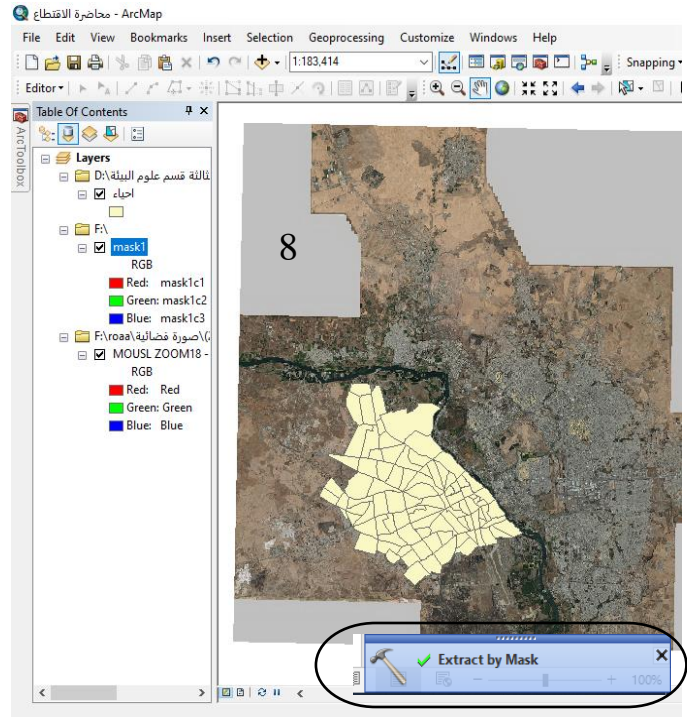 محاضرة الاقتطاع - ArcMap
File Edit View Bookmarks Insert Selection Geoprocessing Customize Windows Help
1:183,414 Snapping
Editor
Table Of Contents
ArcToolbox
Layers
D:\ثالثة قسم علوم البيئة
احياء
F:\
mask1
RGB
Red: mask1c1
Green: mask1c2
Blue: mask1c3
F:\roaa\صورة فضائية\(
MOUSL ZOOM18 -
RGB
Red: Red
Green: Green
Blue: Blue
8
Extract by Mask
100%